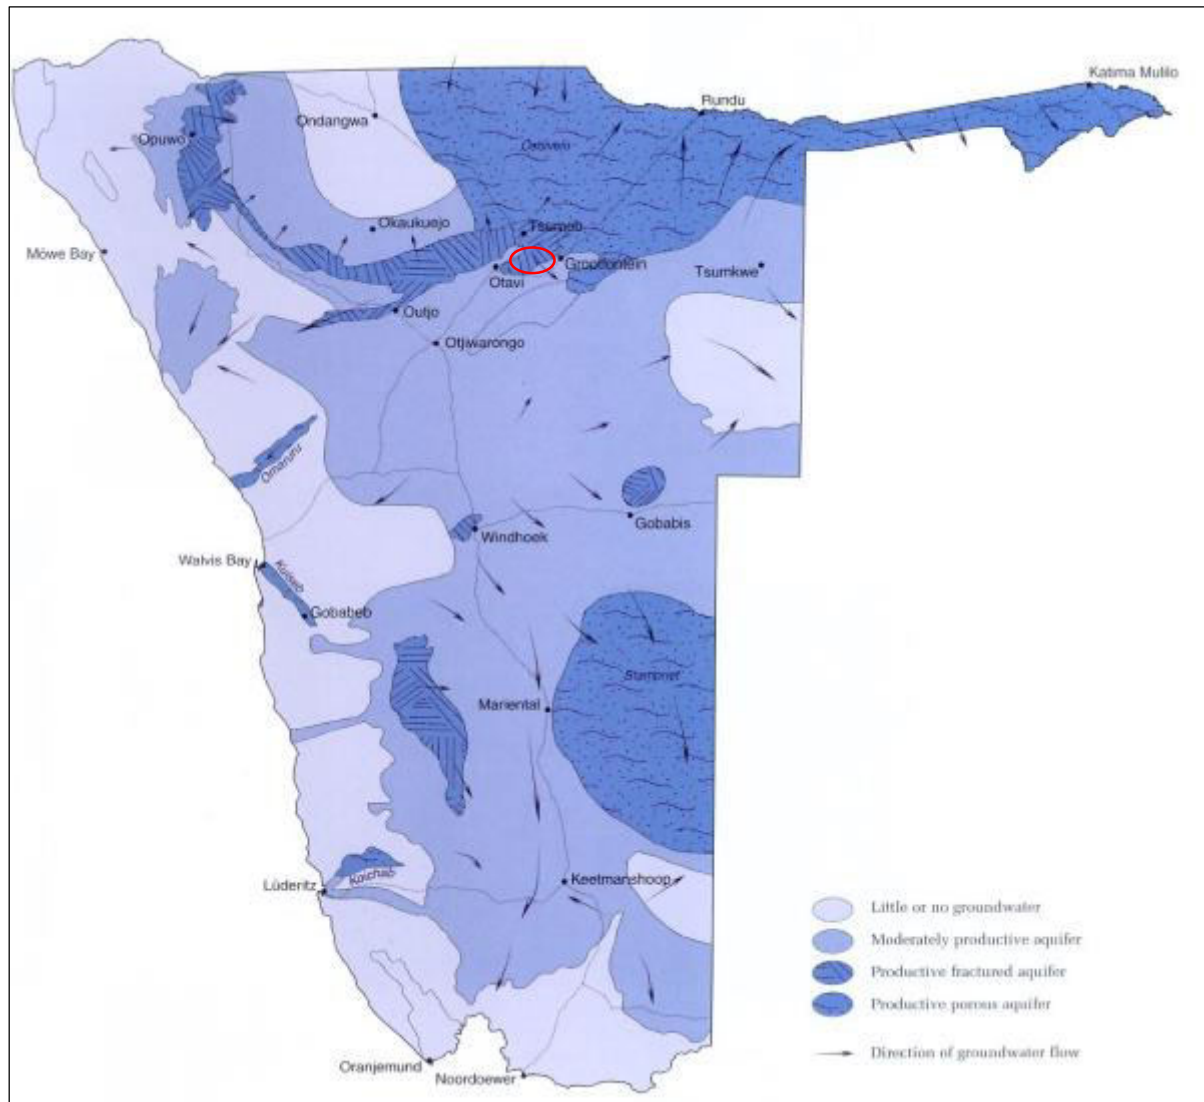 Katima Mulilo
Rundu
Ondangwa
Opuwo
Oshivelo
Okaukuejo
Tsumeb
Möwe Bay
Grootfontein
Tsumkwe
Otavi
Outjo
Otjiwarongo
Omaruru
Gobabis
Windhoek
Walvis Bay
Kuiseb
Gobabeb
Stampriet
Mariental
Koichab
Keetmanshoop
Lüderitz
Little or no groundwater
Moderately productive aquifer
Productive fractured aquifer
Productive porous aquifer
Direction of groundwater flow
Oranjemund
Noordoewer